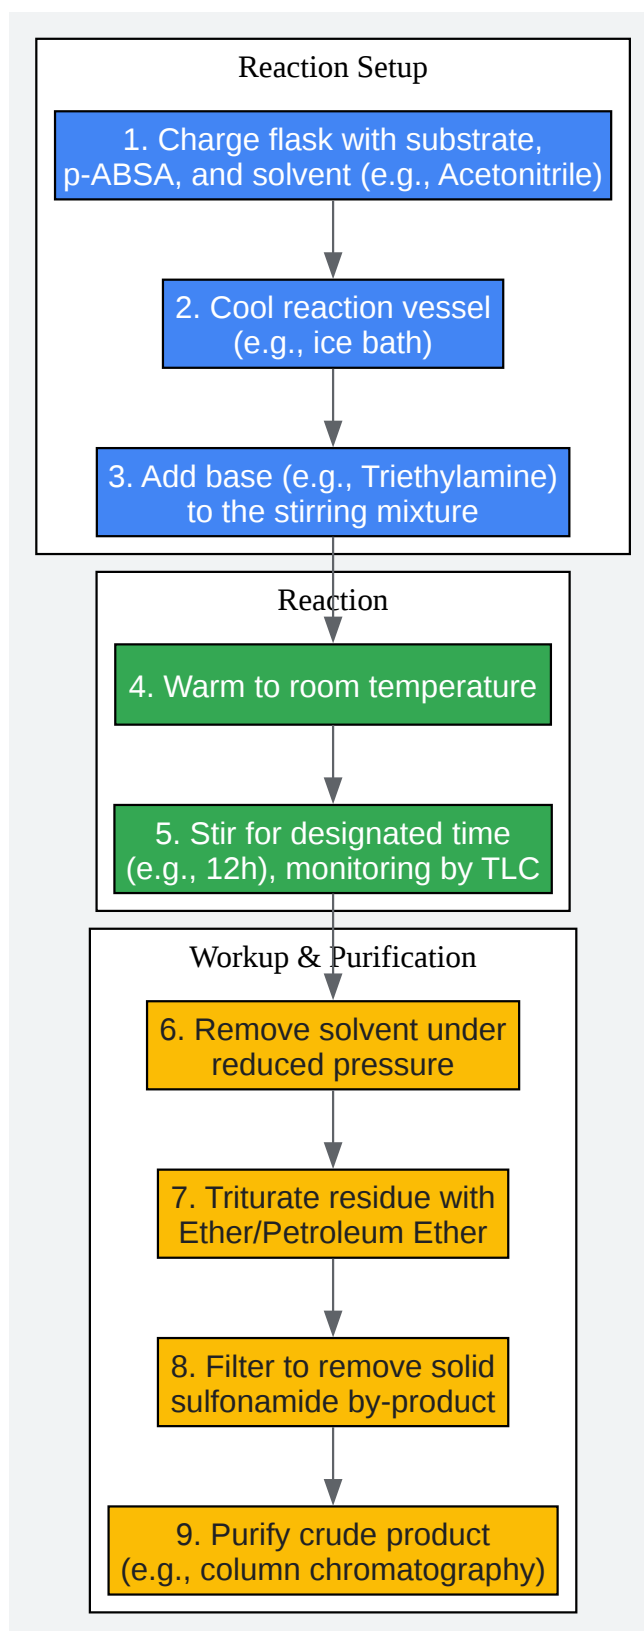 Reaction Setup
1. Charge flask with substrate,
p-ABSA, and solvent (e.g., Acetonitrile)
2. Cool reaction vessel
(e.g., ice bath)
3. Add base (e.g., Triethylamine)
to the stirring mixture
Reaction
4. Warm to room temperature
5. Stir for designated time
(e.g., 12h), monitoring by TLC
Workup & Purification
6. Remove solvent under
reduced pressure
7. Triturate residue with
Ether/Petroleum Ether
8. Filter to remove solid
sulfonamide by-product
9. Purify crude product
(e.g., column chromatography)